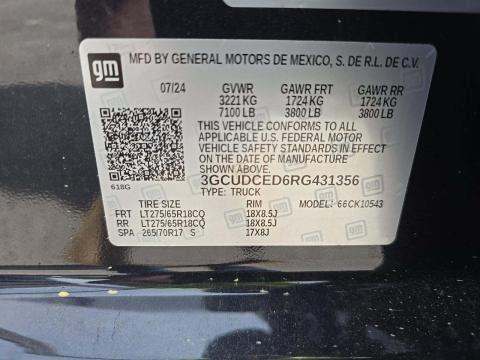 gm
MFD BY GENERAL MOTORS DE MEXICO, S. DE R.L. DE C.V.
07/24 GVWR GAWR FRT GAWR RR
3221 KG 1724 KG 1724 KG
7100 LB 3800 LB 3800 LB
THIS VEHICLE CONFORMS TO ALL
APPLICABLE U.S. FEDERAL MOTOR
VEHICLE SAFETY STANDARDS IN
EFFECT ON THE DATE OF
MANUFACTURE SHOWN ABOVE.
3GCUDCED6RG431356
618G TYPE: TRUCK
TIRE SIZE RIM MODEL: 66CK10543
FRT LT275/65R18CQ 18X8.5J
RR LT275/65R18CQ 18X8.5J
SPA 265/70R17 S 17X8J